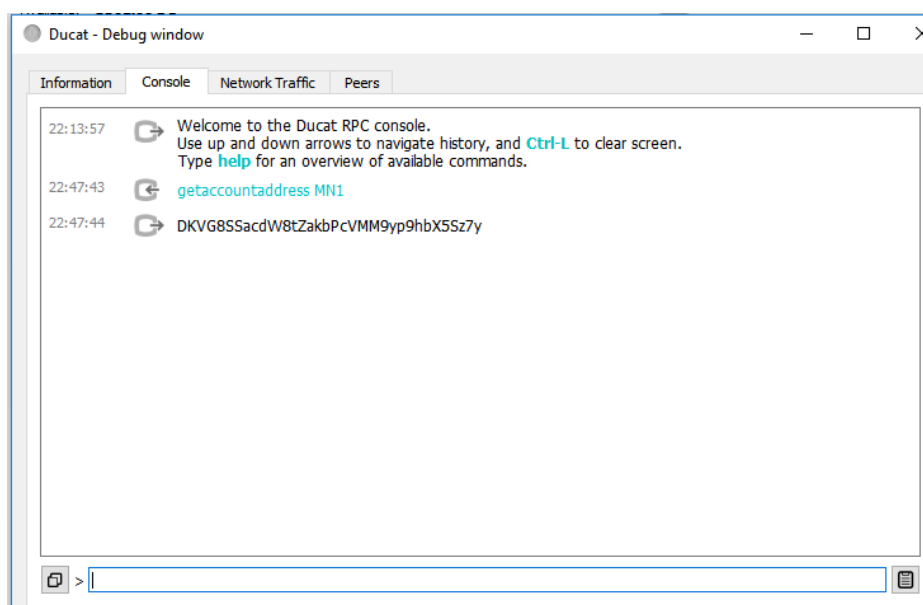 Ducat - Debug window
Information Console Network Traffic Peers
22:13:57 Welcome to the Ducat RPC console.
Use up and down arrows to navigate history, and Ctrl-L to clear screen.
Type help for an overview of available commands.
22:47:43 getaccountaddress MN1
22:47:44 DKVG8SSacdW8tZakbPcVMM9yp9hbX5Sz7y
>